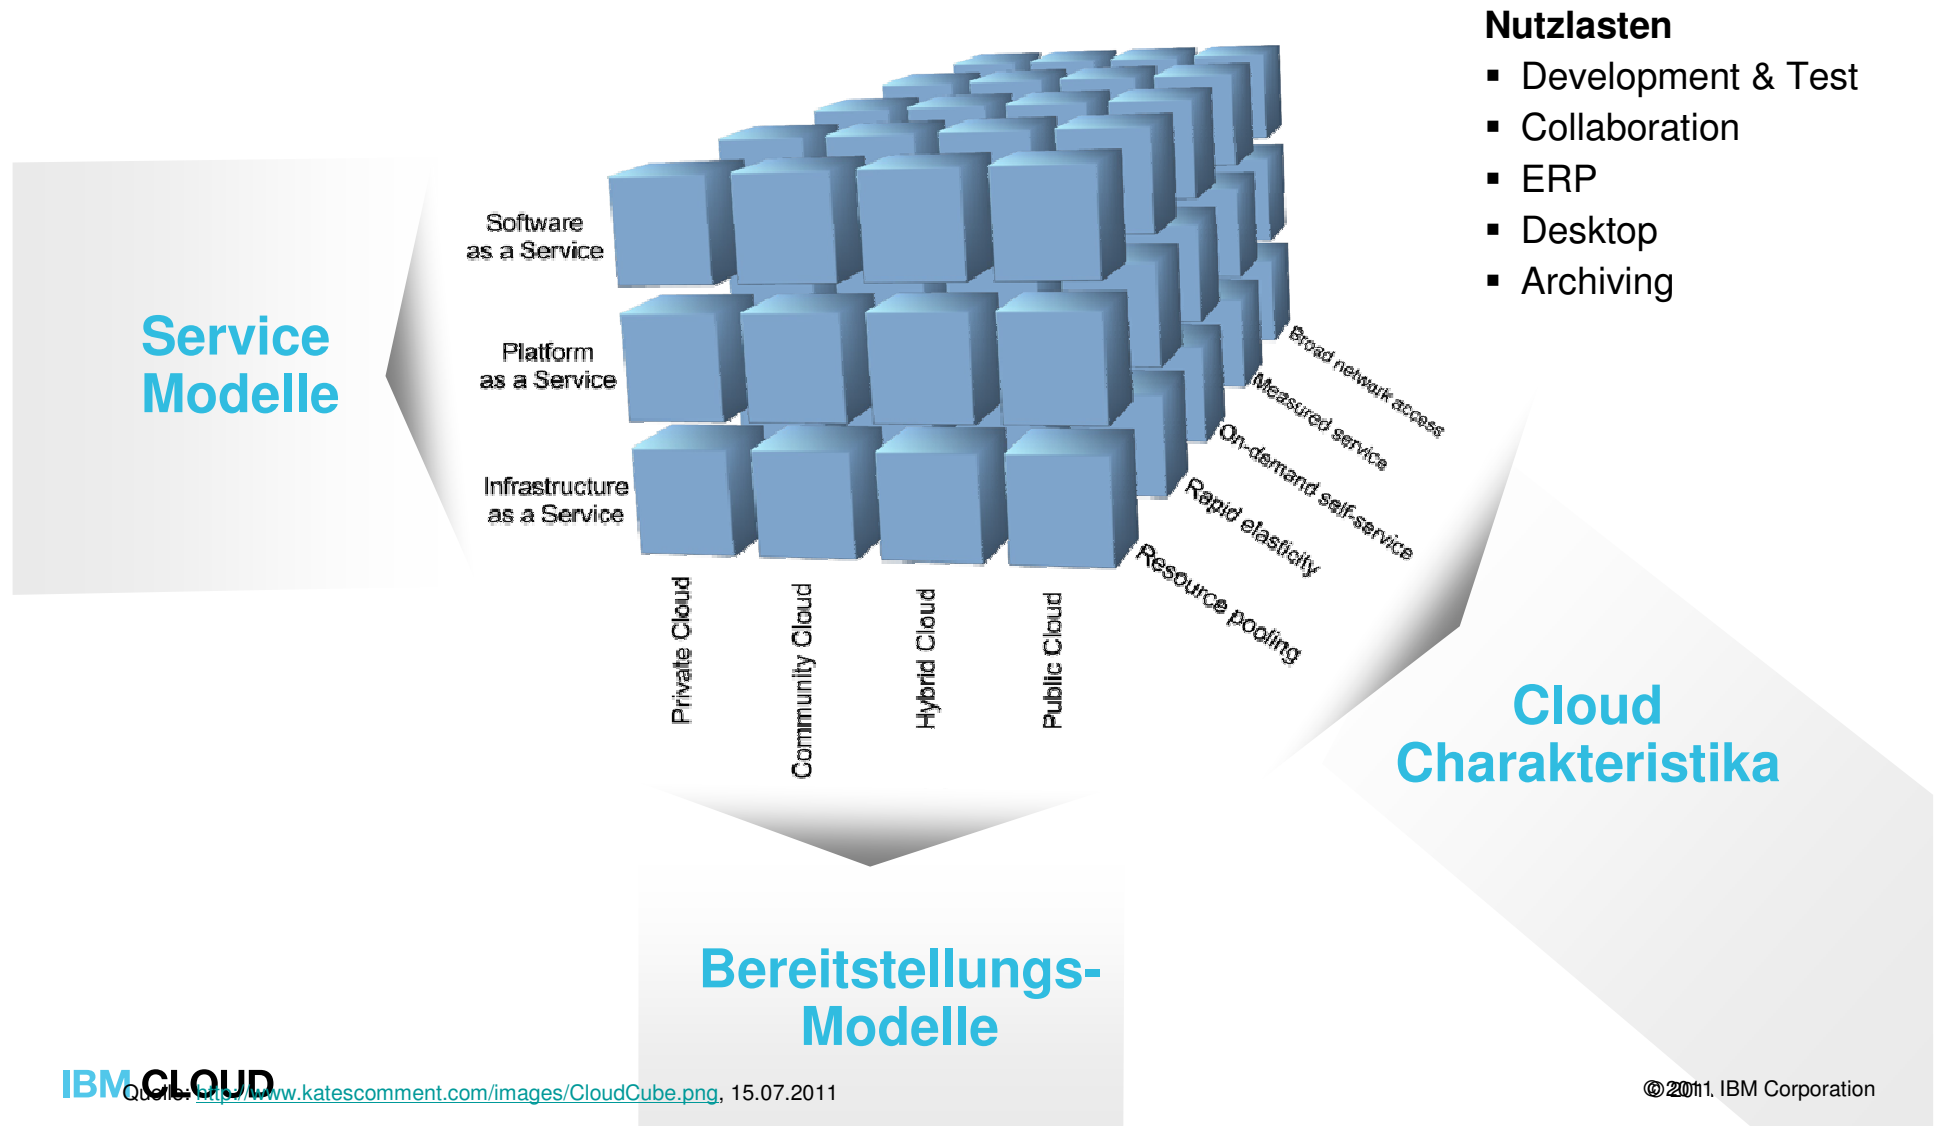 Nutzlasten
▪ Development & Test
▪ Collaboration
▪ ERP
▪ Desktop
▪ Archiving
Service
Modelle
Software
as a Service
Platform
as a Service
Infrastructure
as a Service
Private Cloud
Community Cloud
Hybrid Cloud
Public Cloud
Broad network access
Measured service
On-demand self-service
Rapid elasticity
Resource pooling
Cloud
Charakteristika
Bereitstellungs-
Modelle
IBM CLOUD
Quelle: http://www.katescomment.com/images/CloudCube.png, 15.07.2011
© 2011 IBM Corporation